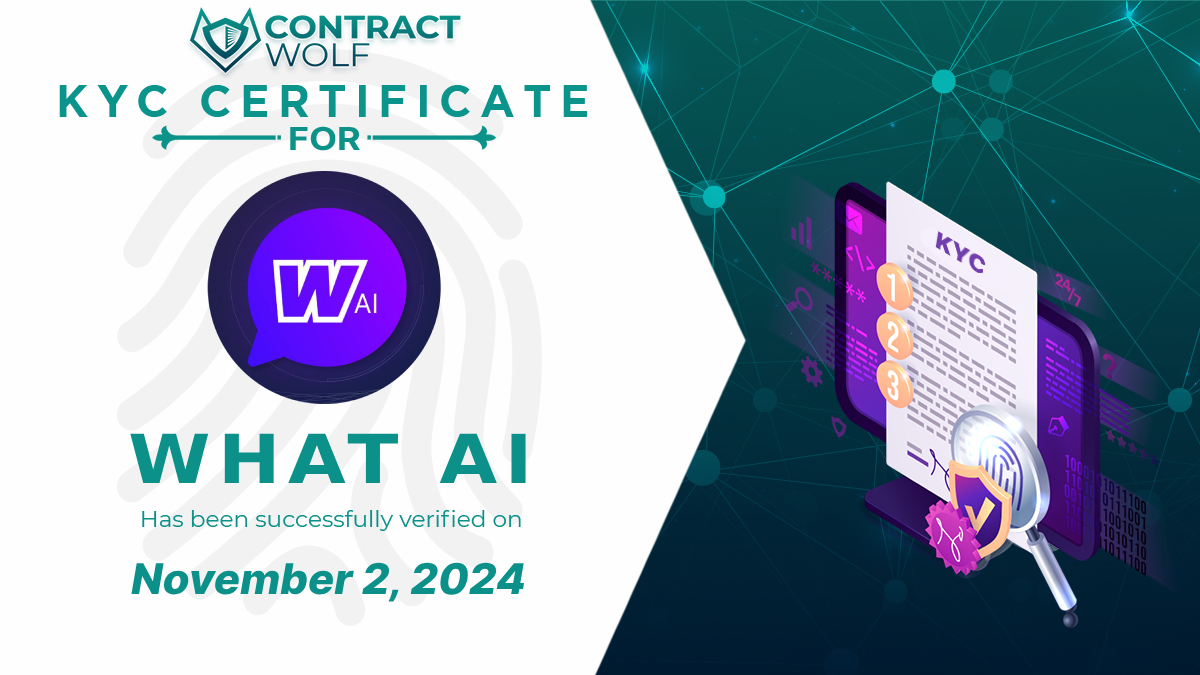 CONTRACT
WOLF
KYC CERTIFICATE
FOR
W AI
WHAT AI
Has been successfully verified on
November 2, 2024
KYC
1
2
3
</>
*****
24/7
?